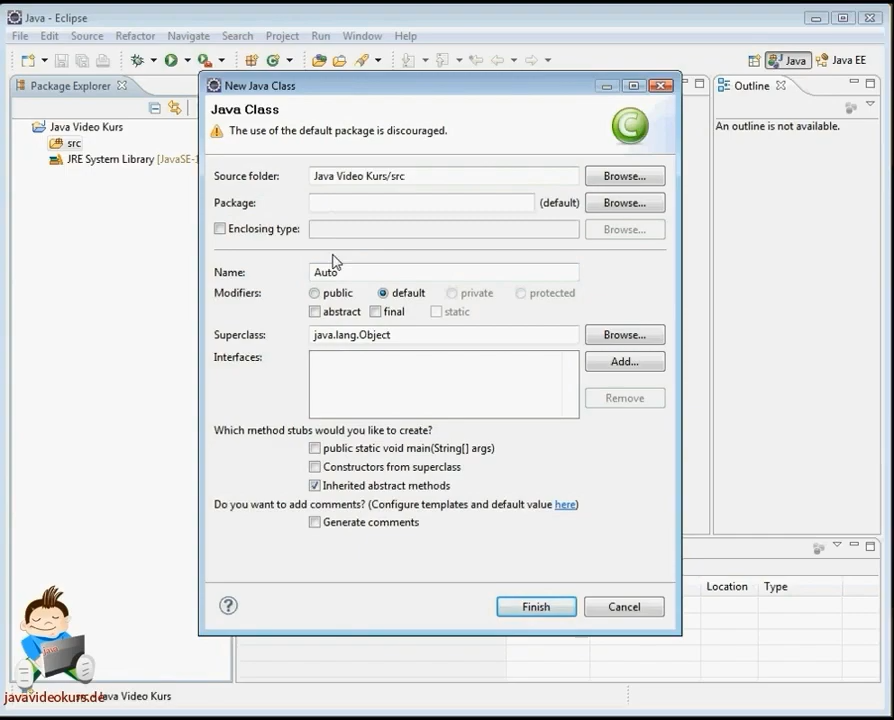 Java - Eclipse
File Edit Source Refactor Navigate Search Project Run Window Help
Java Java EE
Package Explorer
Java Video Kurs
src
JRE System Library [JavaSE-1
New Java Class
Java Class
The use of the default package is discouraged.
C
Source folder: Java Video Kurs/src Browse...
Package: (default) Browse...
Enclosing type: Browse...
Name: Auto
Modifiers: public default private protected
abstract final static
Superclass: java.lang.Object Browse...
Interfaces: Add...
Remove
Which method stubs would you like to create?
public static void main(String[] args)
Constructors from superclass
Inherited abstract methods
Do you want to add comments? (Configure templates and default value here)
Generate comments
? Finish Cancel
Outline
An outline is not available.
Location Type
java
javavideokurs.de
Java Video Kurs